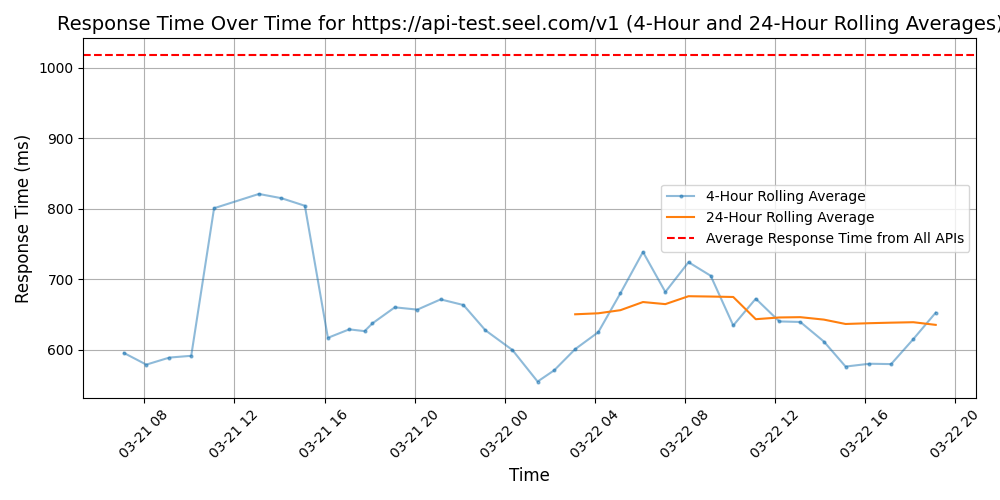 Response Time Over Time for https://api-test.seel.com/v1 (4-Hour and 24-Hour Rolling Averages)
Response Time (ms)
1000
900
800
700
600
4-Hour Rolling Average
24-Hour Rolling Average
Average Response Time from All APIs
03-21 08
03-21 12
03-21 16
03-21 20
03-22 00
03-22 04
03-22 08
03-22 12
03-22 16
03-22 20
Time